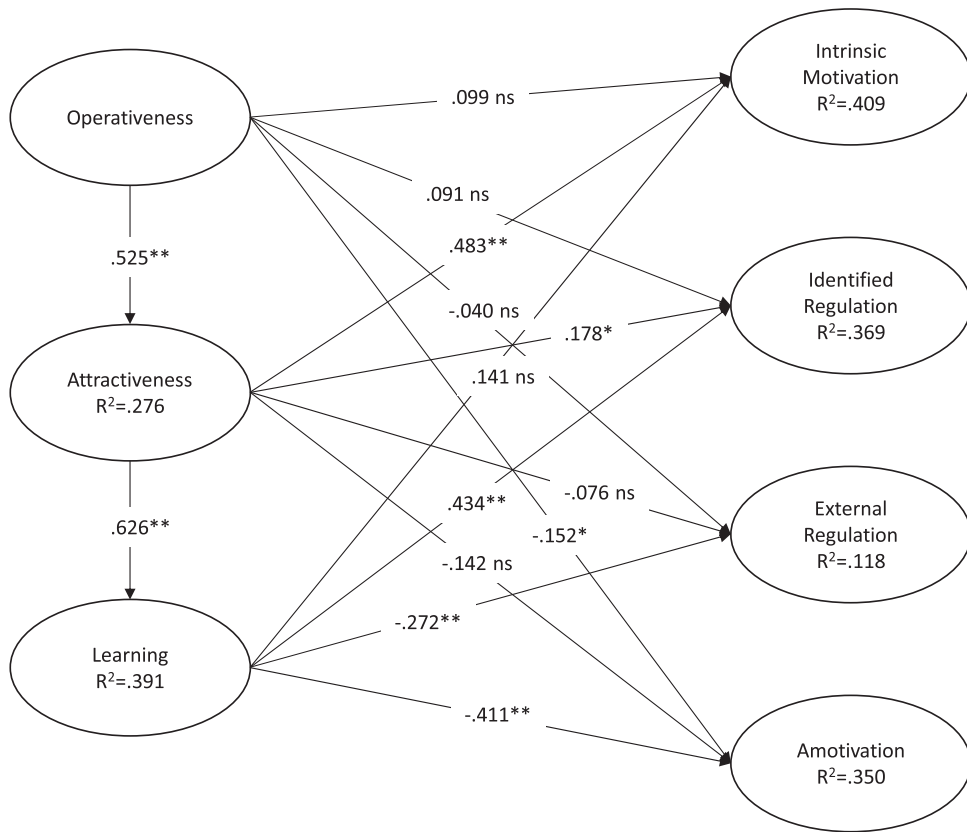 Intrinsic
Motivation
R²=.409
Operativeness
.099 ns
.091 ns
.483**
.525**
Identified
Regulation
R²=.369
-.040 ns
.178*
Attractiveness
R²=.276
.141 ns
-.076 ns
.434**
External
Regulation
R²=.118
.626**
-.152*
-.142 ns
-.272**
Learning
R²=.391
-.411**
Amotivation
R²=.350